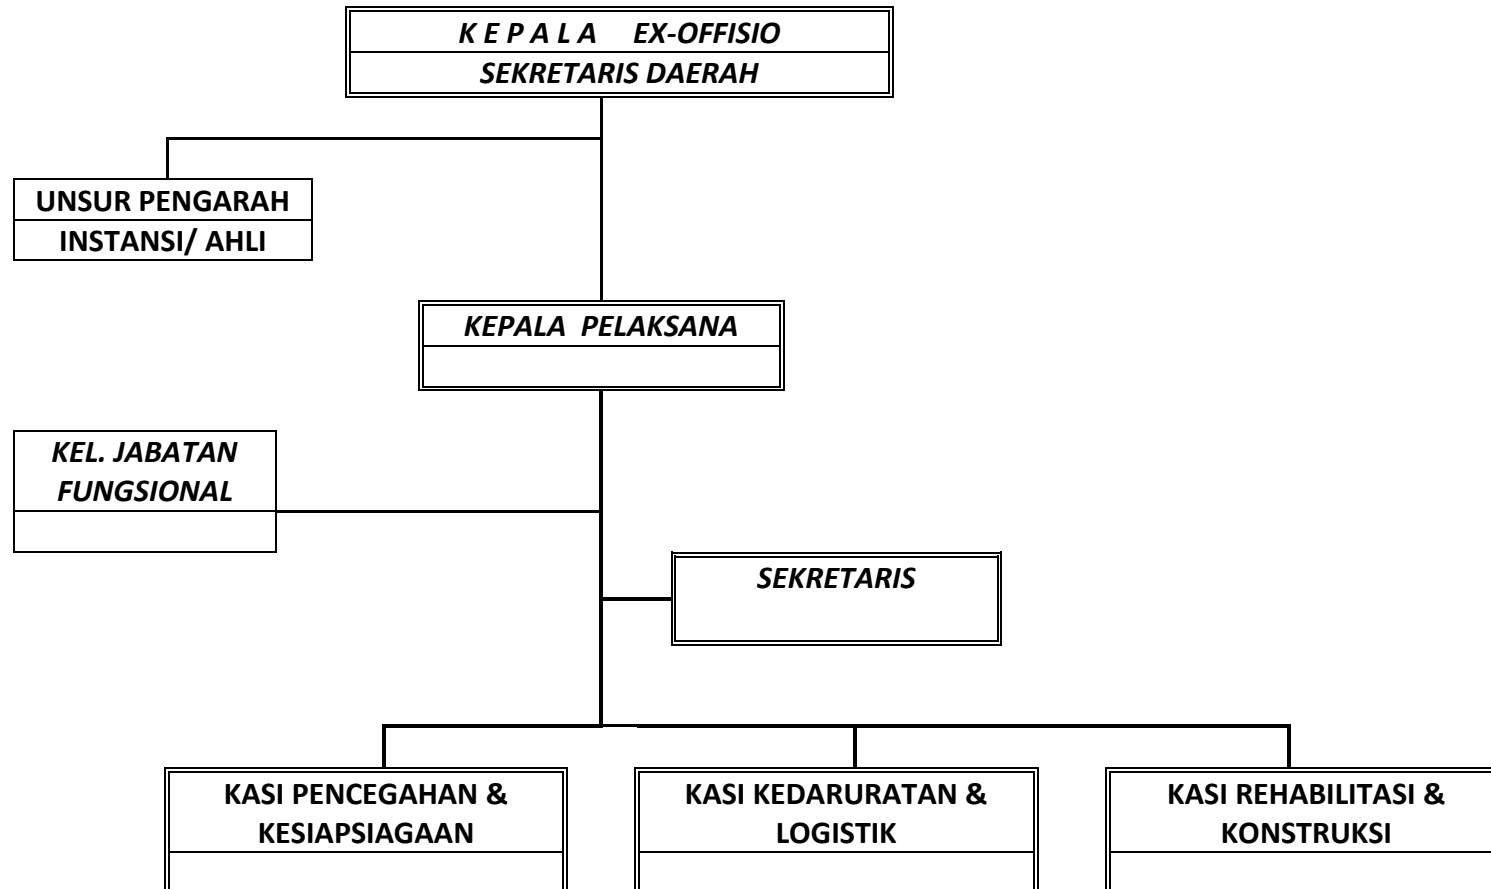 K E P A L A EX-OFFISIO
SEKRETARIS DAERAH
UNSUR PENGARAH
INSTANSI/ AHLI
KEPALA PELAKSANA
KEL. JABATAN
FUNGSIONAL
SEKRETARIS
KASI PENCEGAHAN &
KESIAPSIAGAAN
KASI KEDARURATAN &
LOGISTIK
KASI REHABILITASI &
KONSTRUKSI